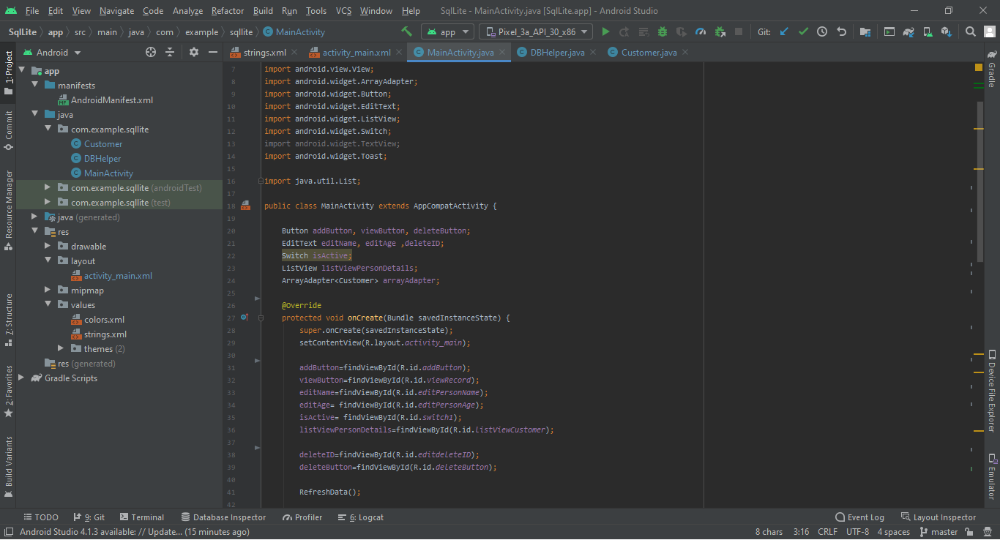 File Edit View Navigate Code Analyze Refactor Build Run Tools VCS Window Help SqlLite - MainActivity.java [SqlLite.app] - Android Studio
SqlLite app src main java com example sqllite MainActivity app Pixel_3a_API_30_x86 Git:
Android
strings.xml activity_main.xml MainActivity.java DBHelper.java Customer.java
1: Project
Commit
Resource Manager
7: Structure
2: Favorites
Build Variants
app
manifests
AndroidManifest.xml
java
com.example.sqllite
Customer
DBHelper
MainActivity
com.example.sqllite (androidTest)
com.example.sqllite (test)
java (generated)
res
drawable
layout
activity_main.xml
mipmap
values
colors.xml
strings.xml
themes (2)
res (generated)
Gradle Scripts
7 import android.view.View;
8 import android.widget.ArrayAdapter;
9 import android.widget.Button;
10 import android.widget.EditText;
11 import android.widget.ListView;
12 import android.widget.Switch;
13 import android.widget.TextView;
14 import android.widget.Toast;
15
16 import java.util.List;
17
18 public class MainActivity extends AppCompatActivity {
19
20 Button addButton, viewButton, deleteButton;
21 EditText editName, editAge ,deleteID;
22 Switch isActive;
23 ListView listViewPersonDetails;
24 ArrayAdapter<Customer> arrayAdapter;
25
26 @Override
27 protected void onCreate(Bundle savedInstanceState) {
28 super.onCreate(savedInstanceState);
29 setContentView(R.layout.activity_main);
30
31 addButton=findViewById(R.id.addButton);
32 viewButton=findViewById(R.id.viewRecord);
33 editName=findViewById(R.id.editPersonName);
34 editAge= findViewById(R.id.editPersonAge);
35 isActive= findViewById(R.id.switch1);
36 listViewPersonDetails=findViewById(R.id.listViewCustomer);
37
38 deleteID=findViewById(R.id.editdeleteID);
39 deleteButton=findViewById(R.id.deleteButton);
40
41 RefreshData();
42
Gradle
Device File Explorer
Emulator
TODO 9: Git Terminal Database Inspector Profiler 6: Logcat Event Log Layout Inspector
Android Studio 4.1.3 available: // Update... (15 minutes ago) 8 chars 3:16 CRLF UTF-8 4 spaces master